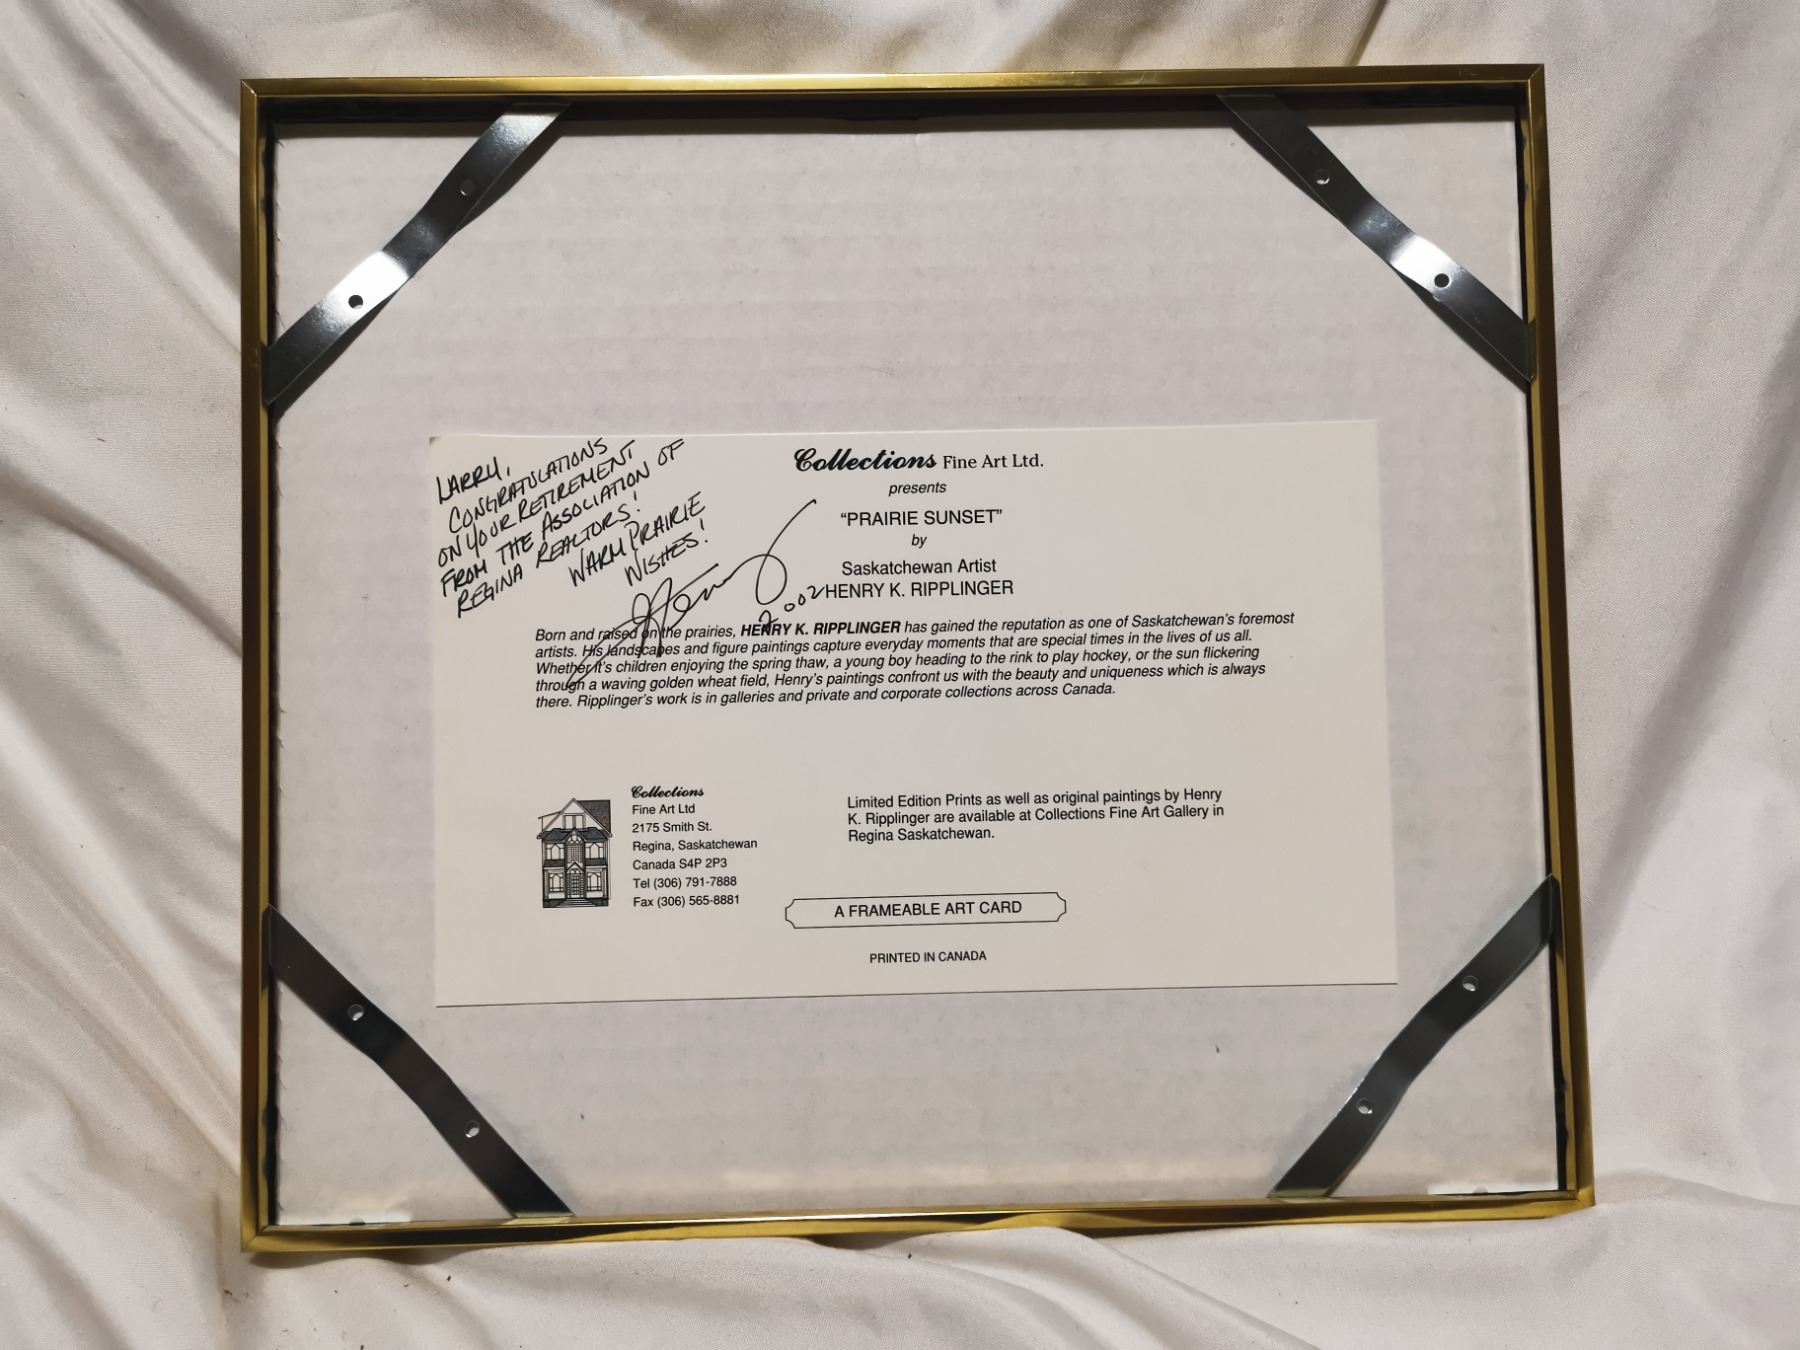 LARRY,
CONGRATULATIONS
ON YOUR RETIREMENT
FROM THE ASSOCIATION OF
REGINA REALTORS!
WARM PRAIRIE
WISHES!
Henry
2002
Collections Fine Art Ltd.
presents
“PRAIRIE SUNSET”
by
Saskatchewan Artist
HENRY K. RIPPLINGER
Born and raised on the prairies, HENRY K. RIPPLINGER has gained the reputation as one of Saskatchewan's foremost
artists. His landscapes and figure paintings capture everyday moments that are special times in the lives of us all.
Whether it's children enjoying the spring thaw, a young boy heading to the rink to play hockey, or the sun flickering
through a waving golden wheat field, Henry's paintings confront us with the beauty and uniqueness which is always
there. Ripplinger's work is in galleries and private and corporate collections across Canada.
Collections
Fine Art Ltd
2175 Smith St.
Regina, Saskatchewan
Canada S4P 2P3
Tel (306) 791-7888
Fax (306) 565-8881
Limited Edition Prints as well as original paintings by Henry
K. Ripplinger are available at Collections Fine Art Gallery in
Regina Saskatchewan.
A FRAMEABLE ART CARD
PRINTED IN CANADA